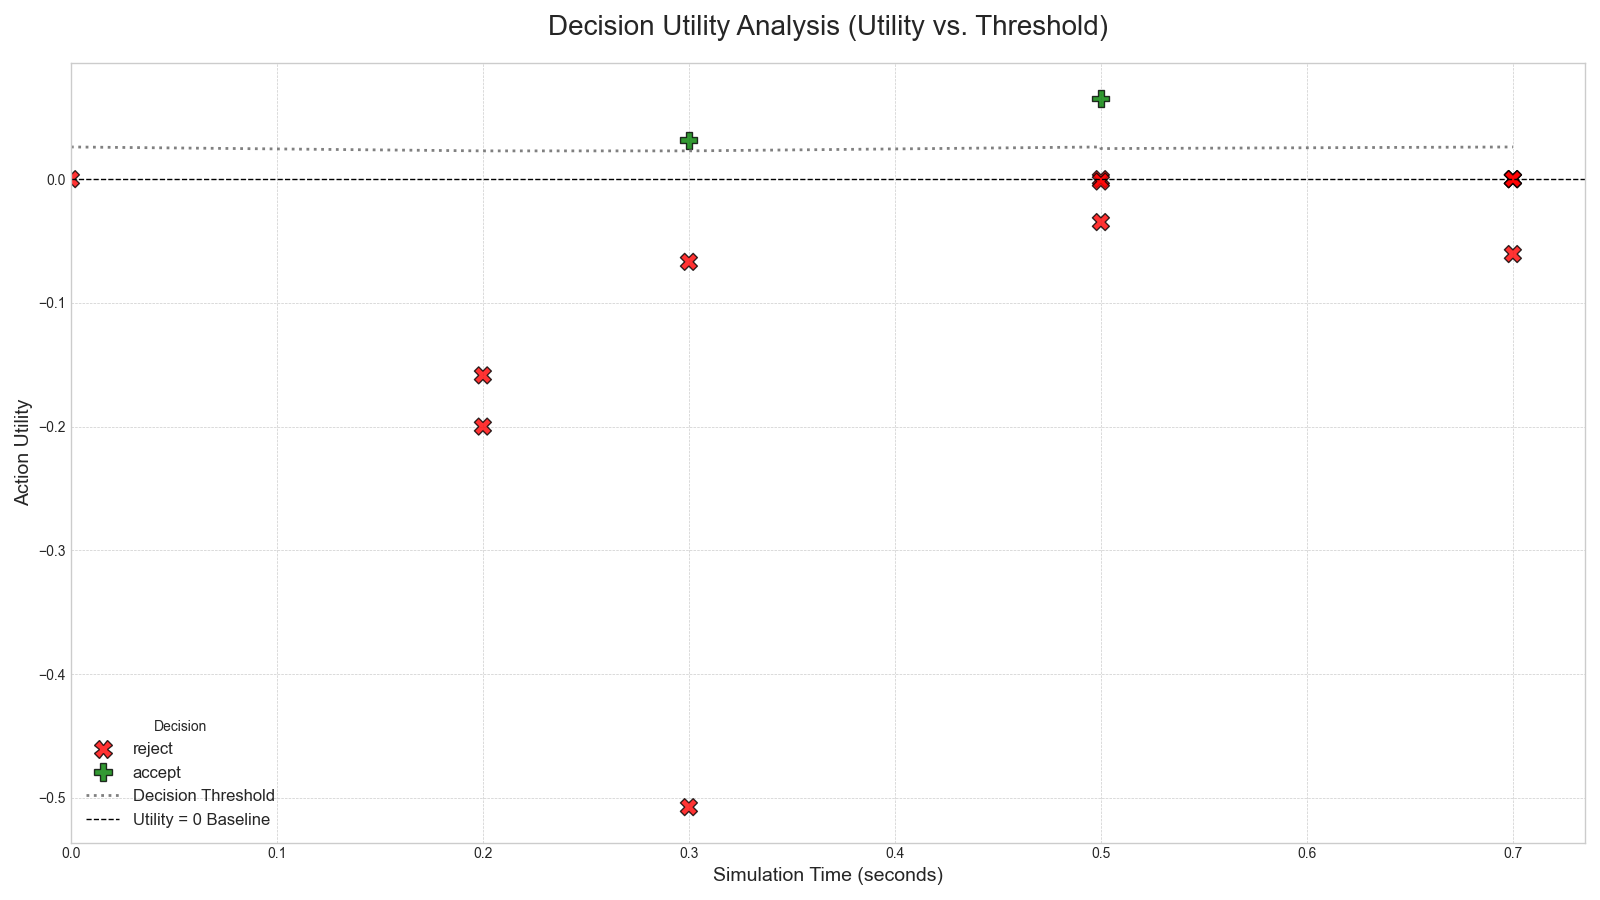 Decision Utility Analysis (Utility vs. Threshold)
Action Utility
0.0
−0.1
−0.2
−0.3
−0.4
−0.5
Decision
reject
accept
Decision Threshold
Utility = 0 Baseline
0.0 0.1 0.2 0.3 0.4 0.5 0.6 0.7
Simulation Time (seconds)